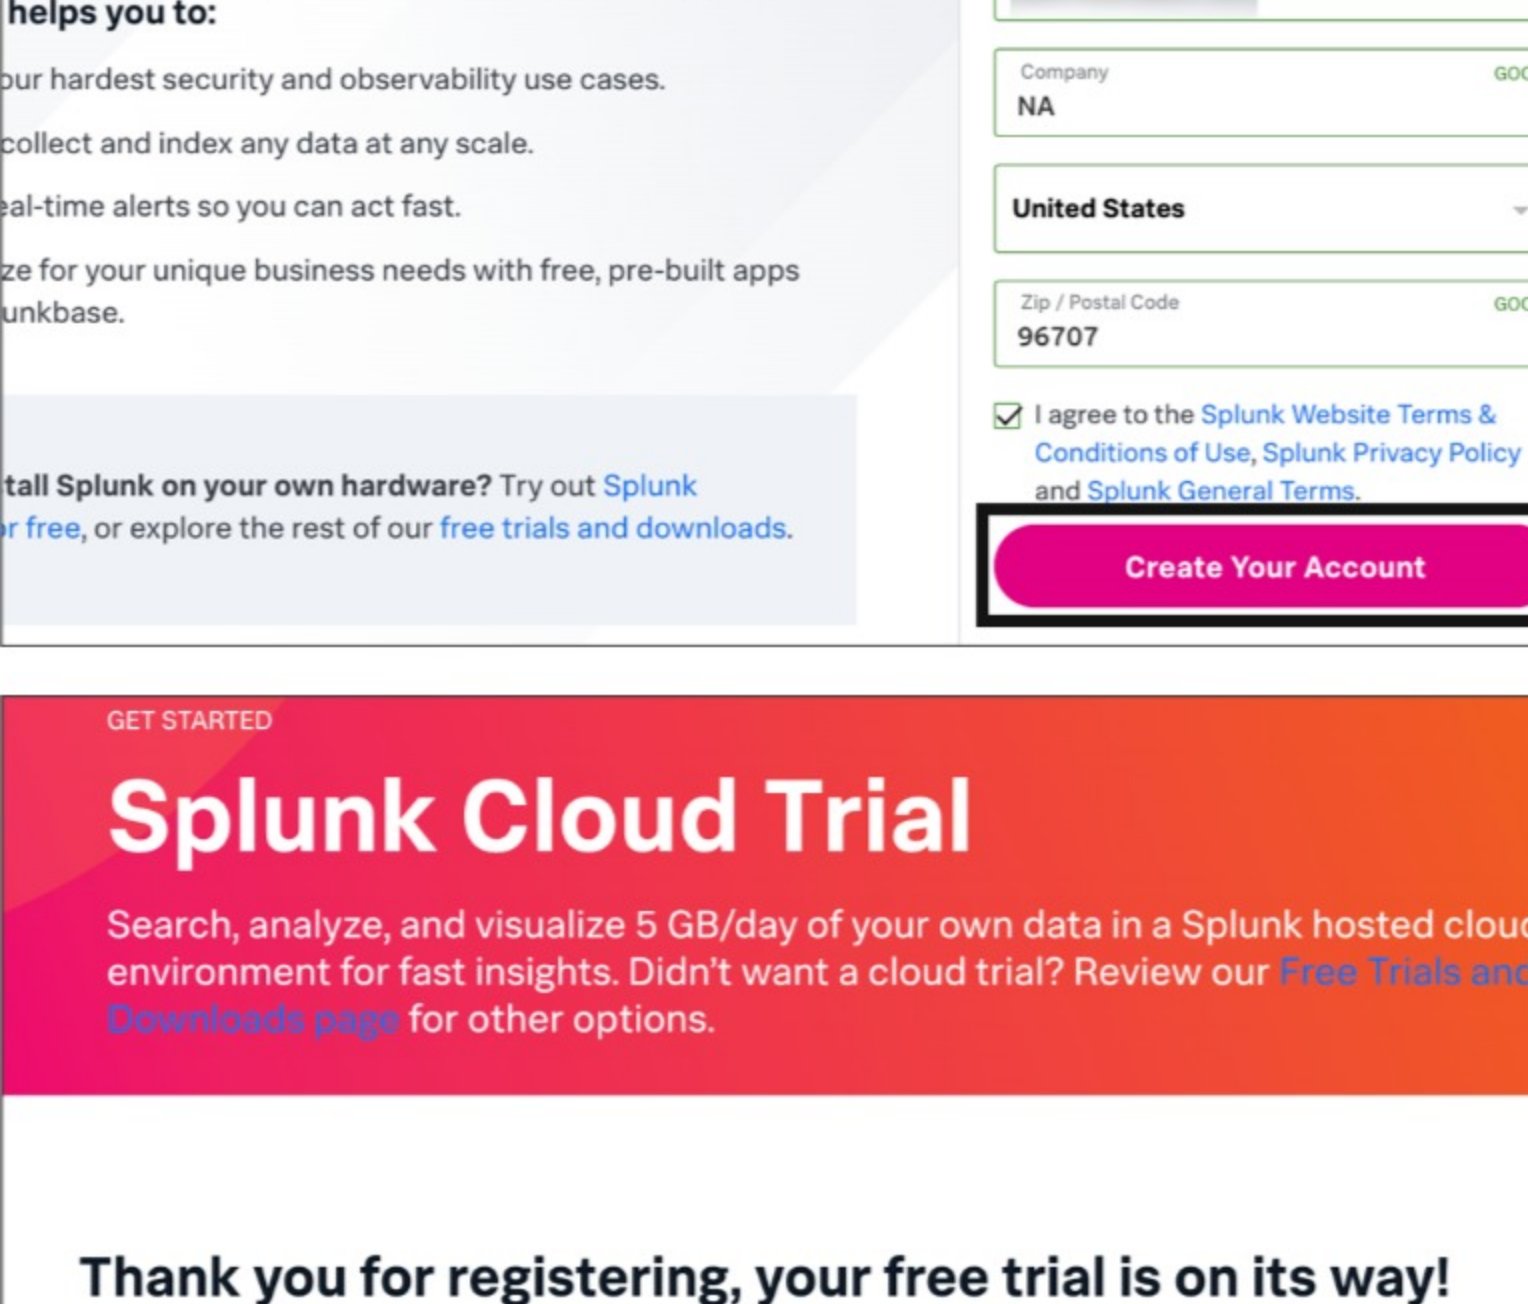 helps you to:
our hardest security and observability use cases.
collect and index any data at any scale.
eal-time alerts so you can act fast.
ze for your unique business needs with free, pre-built apps
unkbase.
tall Splunk on your own hardware? Try out Splunk
or free, or explore the rest of our free trials and downloads.
Company
GOO
NA
United States
Zip / Postal Code
GOO
96707
I agree to the Splunk Website Terms &
Conditions of Use, Splunk Privacy Policy
and Splunk General Terms.
Create Your Account
GET STARTED
Splunk Cloud Trial
Search, analyze, and visualize 5 GB/day of your own data in a Splunk hosted cloud
environment for fast insights. Didn't want a cloud trial? Review our Free Trials and
Downloads page for other options.
Thank you for registering, your free trial is on its way!